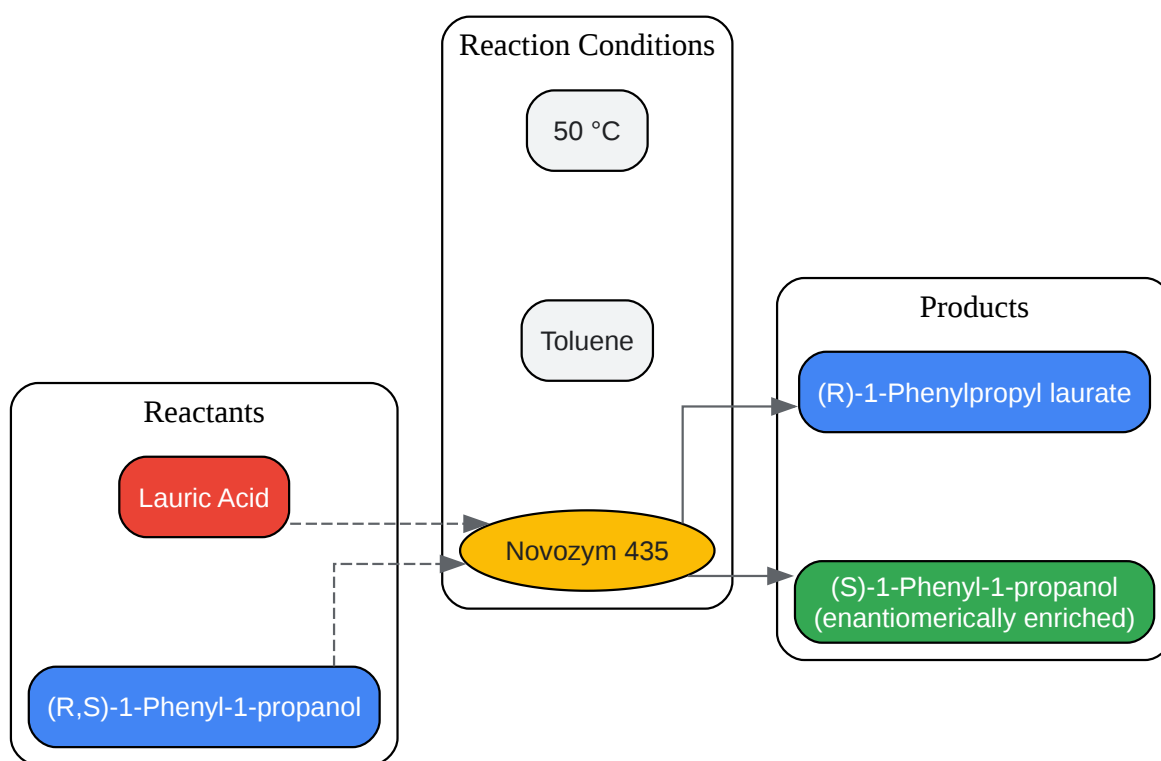 Reaction Conditions
50 °C
Toluene
Novozym 435
Reactants
Lauric Acid
(R,S)-1-Phenyl-1-propanol
Products
(R)-1-Phenylpropyl laurate
(S)-1-Phenyl-1-propanol
(enantiomerically enriched)